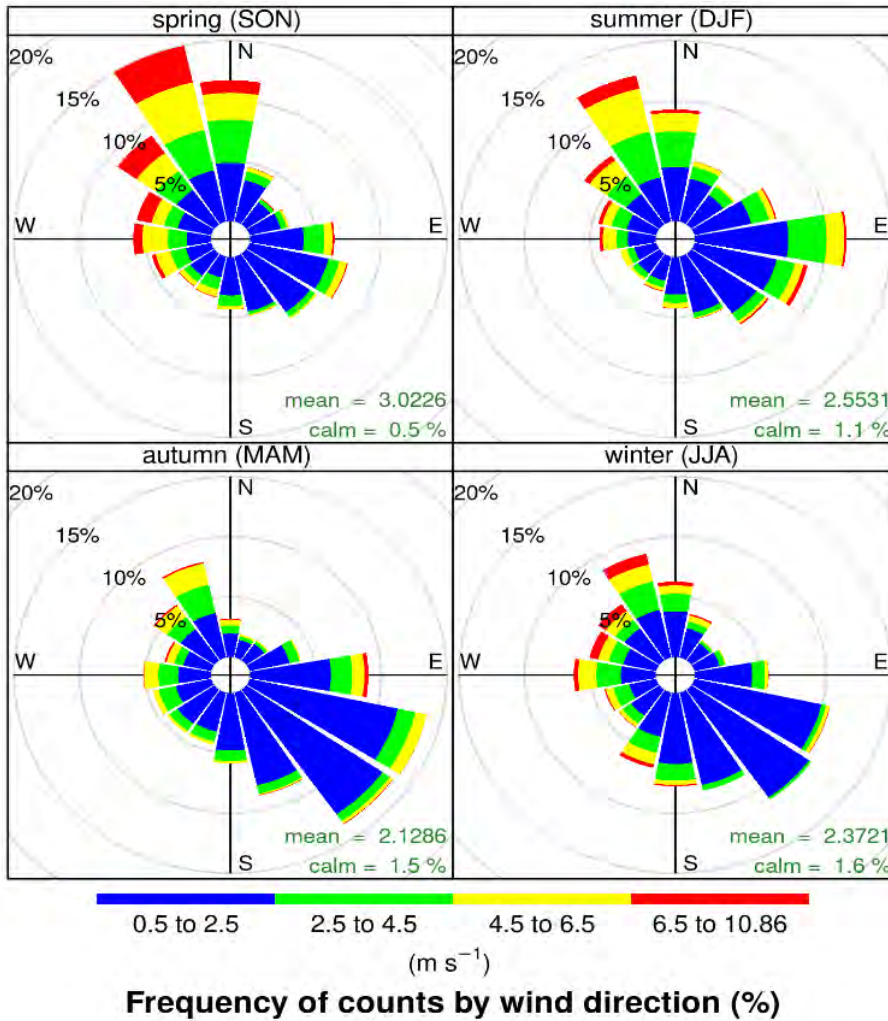 spring (SON)
20%
15%
10%
5%
N
W
E
S
mean = 3.0226
calm = 0.5 %
summer (DJF)
20%
15%
10%
5%
N
W
E
S
mean = 2.5531
calm = 1.1 %
autumn (MAM)
20%
15%
10%
5%
N
W
E
S
mean = 2.1286
calm = 1.5 %
winter (JJA)
20%
15%
10%
5%
N
W
E
S
mean = 2.3721
calm = 1.6 %
0.5 to 2.5 2.5 to 4.5 4.5 to 6.5 6.5 to 10.86
(m s⁻¹)
Frequency of counts by wind direction (%)